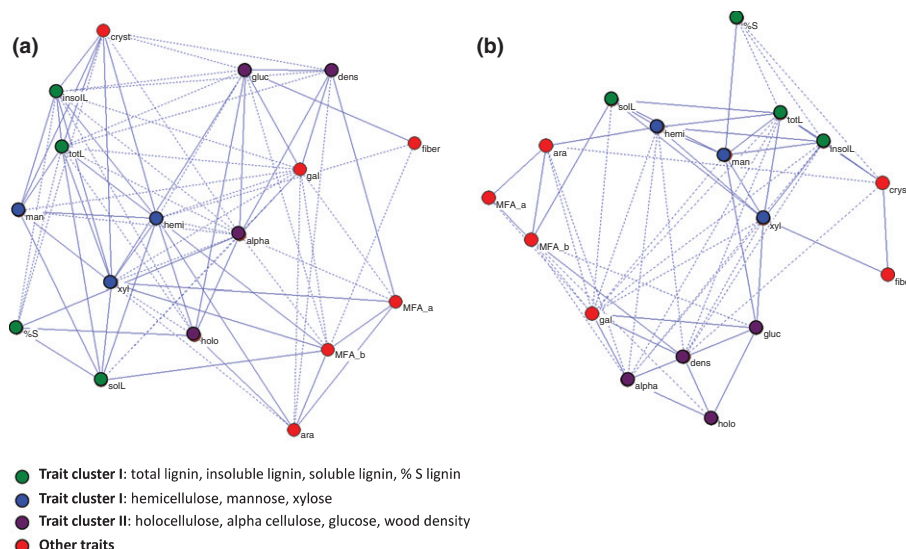 (a)
cryst
gluc
dens
insolL
totL
fiber
gal
man
hemi
alpha
xyl
MFA_a
%S
holo
MFA_b
solL
ara
(b)
%S
solL
totL
hemi
insolL
ara
man
crys
MFA_a
xyl
MFA_b
fibe
gal
gluc
dens
alpha
holo
Trait cluster I: total lignin, insoluble lignin, soluble lignin, % S lignin
Trait cluster I: hemicellulose, mannose, xylose
Trait cluster II: holocellulose, alpha cellulose, glucose, wood density
Other traits